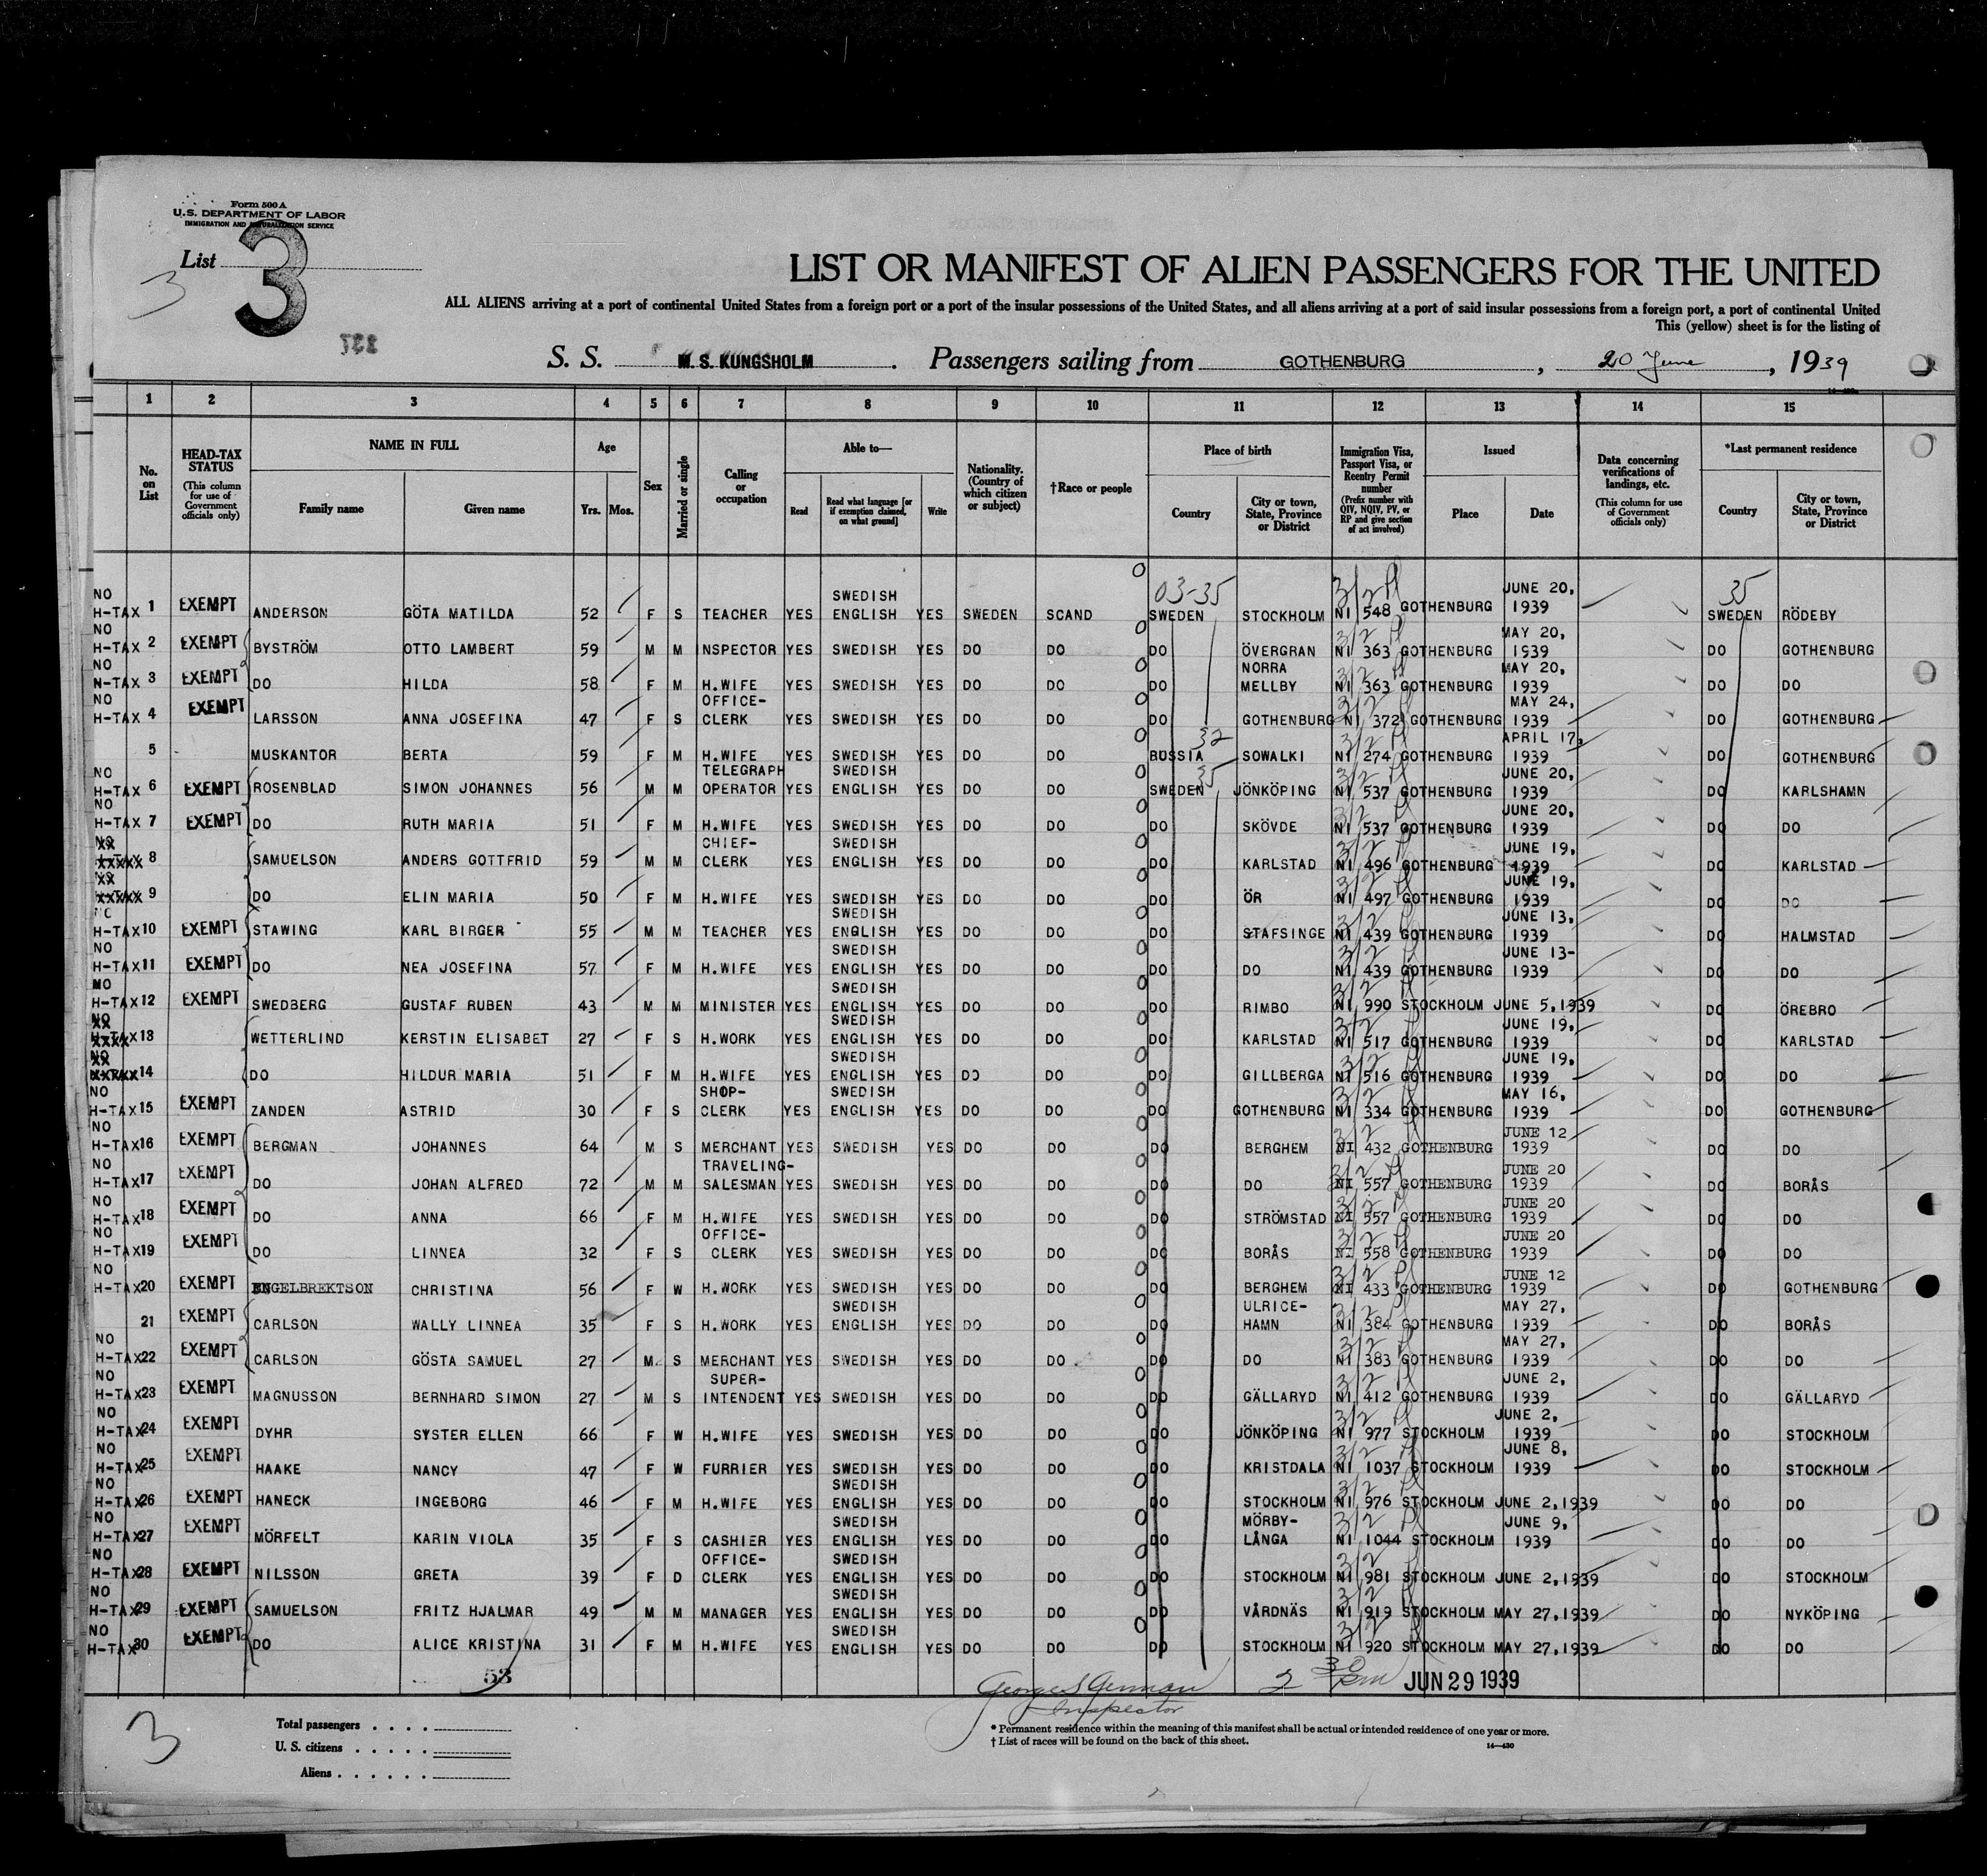 Form 500 A
U.S. DEPARTMENT OF LABOR
IMMIGRATION AND NATURALIZATION SERVICE
List 3
3
LIST OR MANIFEST OF ALIEN PASSENGERS FOR THE UNITED
ALL ALIENS arriving at a port of continental United States from a foreign port or a port of the insular possessions of the United States, and all aliens arriving at a port of said insular possessions from a foreign port, a port of continental United
This (yellow) sheet is for the listing of
S. S. M. S. KUNGSHOLM. Passengers sailing from GOTHENBURG, 20 June, 1939
1 2 3 4 5 6 7 8 9 10 11 12 13 14 15
No. on List
HEAD-TAX STATUS (This column for use of Government officials only)
NAME IN FULL
Family name Given name
Age Yrs. Mos.
Sex
Married or single
Calling or occupation
Able to— Read Read what language [or if exemption claimed, on what ground] Write
Nationality. (Country of which citizen or subject)
†Race or people
Place of birth Country City or town, State, Province or District
Immigration Visa, Passport Visa, or Reentry Permit number (Prefix number with QIV, NQIV, PV, or RP and give section of act involved)
Issued Place Date
Data concerning verifications of landings, etc. (This column for use of Government officials only)
*Last permanent residence Country City or town, State, Province or District
03-35 35
NO H-TAX 1 EXEMPT ANDERSON GÖTA MATILDA 52 F S TEACHER YES SWEDISH ENGLISH YES SWEDEN SCAND SWEDEN STOCKHOLM NI 548 GOTHENBURG JUNE 20, 1939 SWEDEN RÖDEBY
NO H-TAX 2 EXEMPT BYSTRÖM OTTO LAMBERT 59 M M NSPECTOR YES SWEDISH YES DO DO DO ÖVERGRAN NI 363 GOTHENBURG MAY 20, 1939 DO GOTHENBURG
NO N-TAX 3 EXEMPT DO HILDA 58 F M H.WIFE YES SWEDISH YES DO DO DO NORRA MELLBY NI 363 GOTHENBURG MAY 20, 1939 DO DO
NO H-TAX 4 EXEMPT LARSSON ANNA JOSEFINA 47 F S OFFICE-CLERK YES SWEDISH YES DO DO DO GOTHENBURG NI 372 GOTHENBURG MAY 24, 1939 DO GOTHENBURG
5 MUSKANTOR BERTA 59 F M H.WIFE YES SWEDISH YES DO DO 32 RUSSIA SOWALKI NI 274 GOTHENBURG APRIL 17, 1939 DO GOTHENBURG
NO H-TAX 6 EXEMPT ROSENBLAD SIMON JOHANNES 56 M M TELEGRAPH OPERATOR YES SWEDISH ENGLISH YES DO DO 35 SWEDEN JÖNKÖPING NI 537 GOTHENBURG JUNE 20, 1939 DO KARLSHAMN
NO H-TAX 7 EXEMPT DO RUTH MARIA 51 F M H.WIFE YES SWEDISH YES DO DO DO SKÖVDE NI 537 GOTHENBURG JUNE 20, 1939 DO DO
8 SAMUELSON ANDERS GOTTFRID 59 M M CHIEF-CLERK YES SWEDISH ENGLISH YES DO DO DO KARLSTAD NI 496 GOTHENBURG JUNE 19, 1939 DO KARLSTAD
9 DO ELIN MARIA 50 F M H.WIFE YES SWEDISH YES DO DO DO ÖR NI 497 GOTHENBURG JUNE 19, 1939 DO DO
NO H-TAX 10 EXEMPT STAWING KARL BIRGER 55 M M TEACHER YES SWEDISH ENGLISH YES DO DO DO STAFSINGE NI 439 GOTHENBURG JUNE 13, 1939 DO HALMSTAD
NO H-TAX 11 EXEMPT DO NEA JOSEFINA 57 F M H.WIFE YES SWEDISH ENGLISH YES DO DO DO DO NI 439 GOTHENBURG JUNE 13- 1939 DO DO
NO H-TAX 12 EXEMPT SWEDBERG GUSTAF RUBEN 43 M M MINISTER YES SWEDISH ENGLISH YES DO DO DO RIMBO NI 990 STOCKHOLM JUNE 5,1939 DO ÖREBRO
13 WETTERLIND KERSTIN ELISABET 27 F S H.WORK YES SWEDISH ENGLISH YES DO DO DO KARLSTAD NI 517 GOTHENBURG JUNE 19, 1939 DO KARLSTAD
14 DO HILDUR MARIA 51 F M H.WIFE YES SWEDISH ENGLISH YES DO DO DO GILLBERGA NI 516 GOTHENBURG JUNE 19, 1939 DO DO
NO H-TAX 15 EXEMPT ZANDEN ASTRID 30 F S SHOP-CLERK YES SWEDISH ENGLISH YES DO DO DO GOTHENBURG NI 334 GOTHENBURG MAY 16, 1939 DO GOTHENBURG
NO H-TAX 16 EXEMPT BERGMAN JOHANNES 64 M S MERCHANT YES SWEDISH YES DO DO DO BERGHEM NI 432 GOTHENBURG JUNE 12 1939 DO DO
NO H-TAX 17 EXEMPT DO JOHAN ALFRED 72 M M TRAVELING-SALESMAN YES SWEDISH YES DO DO DO DO NI 557 GOTHENBURG JUNE 20 1939 DO BORÅS
NO H-TAX 18 EXEMPT DO ANNA 66 F M H.WIFE YES SWEDISH YES DO DO DO STRÖMSTAD NI 557 GOTHENBURG JUNE 20 1939 DO DO
NO H-TAX 19 EXEMPT DO LINNEA 32 F S OFFICE-CLERK YES SWEDISH YES DO DO DO BORÅS NI 558 GOTHENBURG JUNE 20 1939 DO DO
NO H-TAX 20 EXEMPT ENGELBREKTSON CHRISTINA 56 F W H.WORK YES SWEDISH YES DO DO DO BERGHEM NI 433 GOTHENBURG JUNE 12 1939 DO GOTHENBURG
21 EXEMPT CARLSON WALLY LINNEA 35 F S H.WORK YES SWEDISH ENGLISH YES DO DO DO ULRICE-HAMN NI 384 GOTHENBURG MAY 27, 1939 DO BORÅS
NO H-TAX 22 EXEMPT CARLSON GÖSTA SAMUEL 27 M S MERCHANT YES SWEDISH YES DO DO DO DO NI 383 GOTHENBURG MAY 27, 1939 DO DO
NO H-TAX 23 EXEMPT MAGNUSSON BERNHARD SIMON 27 M S SUPER-INTENDENT YES SWEDISH YES DO DO DO GÄLLARYD NI 412 GOTHENBURG JUNE 2, 1939 DO GÄLLARYD
NO H-TAX 24 EXEMPT DYHR SYSTER ELLEN 66 F W H.WIFE YES SWEDISH YES DO DO DO JÖNKÖPING NI 977 STOCKHOLM JUNE 2, 1939 DO STOCKHOLM
NO H-TAX 25 EXEMPT HAAKE NANCY 47 F W FURRIER YES SWEDISH YES DO DO DO KRISTDALA NI 1037 STOCKHOLM JUNE 8, 1939 DO STOCKHOLM
NO H-TAX 26 EXEMPT HANECK INGEBORG 46 F M H.WIFE YES SWEDISH ENGLISH YES DO DO DO STOCKHOLM NI 976 STOCKHOLM JUNE 2,1939 DO DO
NO H-TAX 27 EXEMPT MÖRFELT KARIN VIOLA 35 F S CASHIER YES SWEDISH ENGLISH YES DO DO DO MÖRBY-LÅNGA NI 1044 STOCKHOLM JUNE 9, 1939 DO DO
NO H-TAX 28 EXEMPT NILSSON GRETA 39 F D OFFICE-CLERK YES SWEDISH ENGLISH YES DO DO DO STOCKHOLM NI 981 STOCKHOLM JUNE 2,1939 DO STOCKHOLM
NO H-TAX 29 EXEMPT SAMUELSON FRITZ HJALMAR 49 M M MANAGER YES SWEDISH ENGLISH YES DO DO DO VÅRDNÄS NI 919 STOCKHOLM MAY 27,1939 DO NYKÖPING
NO H-TAX 30 EXEMPT DO ALICE KRISTINA 31 F M H.WIFE YES SWEDISH ENGLISH YES DO DO DO STOCKHOLM NI 920 STOCKHOLM MAY 27,1939 DO DO
53 2 30 pm JUN 29 1939
Inspector
3
Total passengers . . . .
U. S. citizens . . . . .
Aliens . . . . . .
* Permanent residence within the meaning of this manifest shall be actual or intended residence of one year or more.
† List of races will be found on the back of this sheet.
14—430